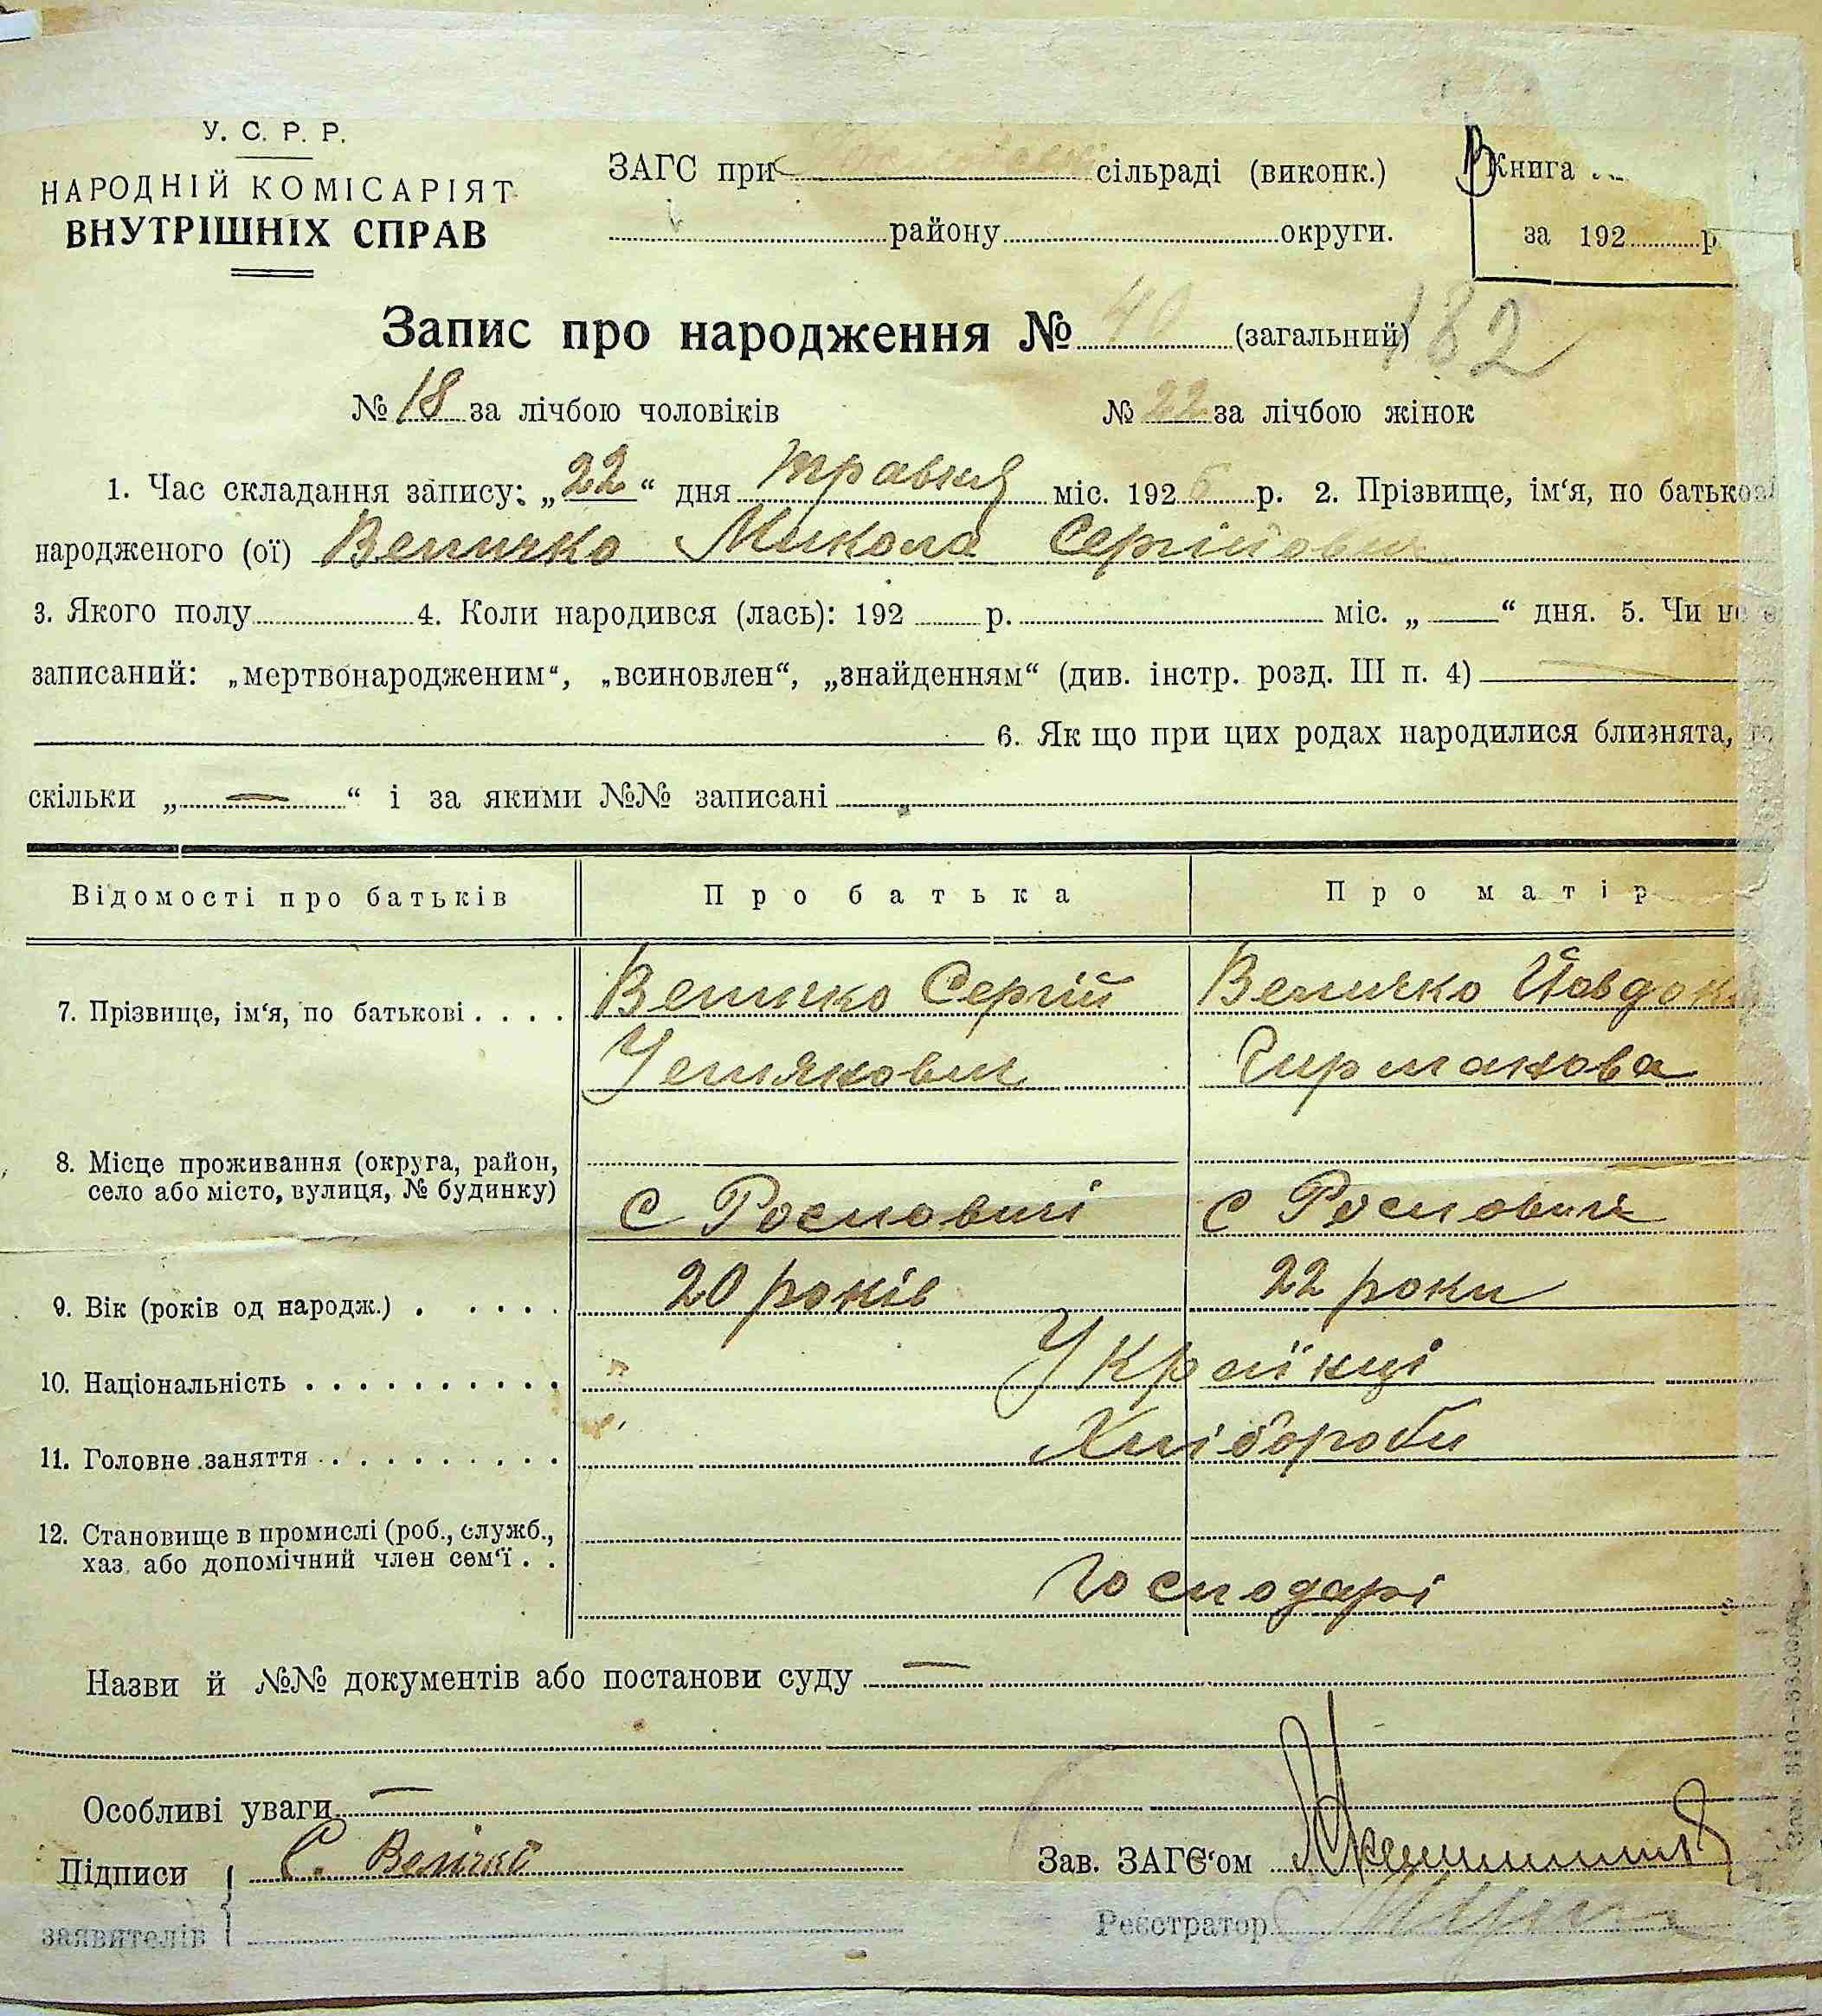 У. С. Р. Р.
НАРОДНІЙ КОМІСАРІЯТ
ВНУТРІШНІХ СПРАВ
ЗАГС при сільраді (виконк.)
району округи.
Книга
за 192 р
Запис про народження № 40 (загальний) 182
№ 18 за лічбою чоловіків № 22 за лічбою жінок
1. Час складання запису: „22“ дня травня міс. 1926 р. 2. Прізвище, ім‘я, по батькові
народженого (ої) Величко Микола Сергійович
3. Якого полу 4. Коли народився (лась): 192 р. міс. „ “ дня. 5. Чи не є
записаний: „мертвонародженим“, „всиновлен“, „знайденням“ (див. інстр. розд. III п. 4)
6. Як що при цих родах народилися близнята,
скільки „ — “ і за якими №№ записані
Відомості про батьків Про батька Про матір
7. Прізвище, ім‘я, по батькові . . . . Величко Сергій Величко Йовдок
8. Місце проживання (округа, район,
село або місто, вулиця, № будинку)
с с
9. Вік (років од народж.) . . . . . 20 років 22 роки
10. Національність . . . . . . . . . . " Українці
11. Головне заняття . . . . . . . . . . Хлібороби
12. Становище в промислі (роб., служб.,
хаз. або допомічний член сем‘ї . .
Господарі
Назви й №№ документів або постанови суду —
Особливі уваги —
Підписи С. Велічко Зав. ЗАГС‘ом
заявителів Реєстратор